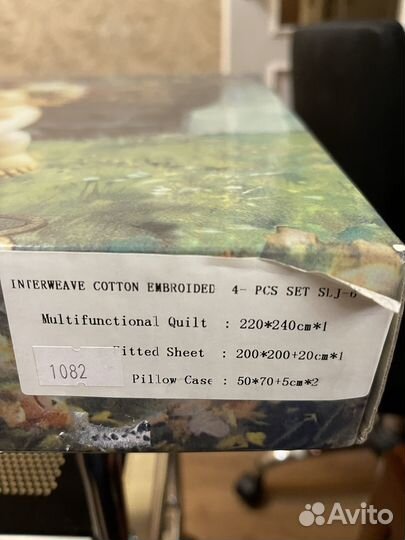 INTERWEAVE COTTON EMBROIDED 4- PCS SET SLJ-6
Multifunctional Quilt : 220*240cm*1
Fitted Sheet : 200*200+20cm*1
1082
Pillow Case : 50*70+5cm*2
Avito